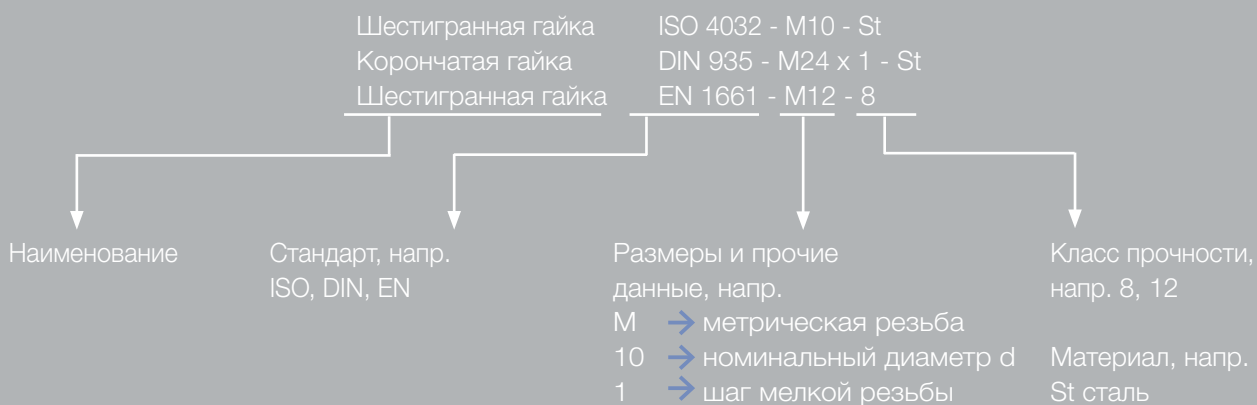 Шестигранная гайка ISO 4032 - M10 - St
Корончатая гайка DIN 935 - M24 x 1 - St
Шестигранная гайка EN 1661 - M12 - 8
Наименование
Стандарт, напр.
ISO, DIN, EN
Размеры и прочие
данные, напр.
M → метрическая резьба
10 → номинальный диаметр d
1 → шаг мелкой резьбы
Класс прочности,
напр. 8, 12
Материал, напр.
St сталь